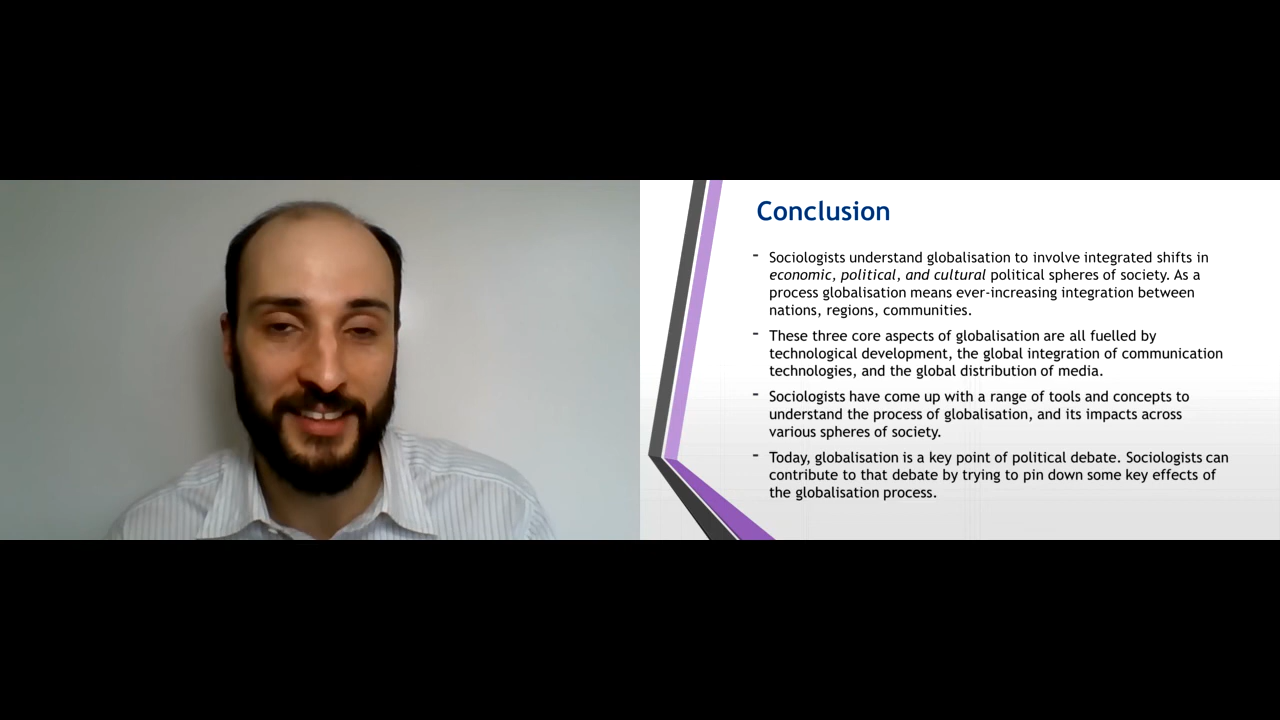 Conclusion
- Sociologists understand globalisation to involve integrated shifts in
economic, political, and cultural political spheres of society. As a
process globalisation means ever-increasing integration between
nations, regions, communities.
- These three core aspects of globalisation are all fuelled by
technological development, the global integration of communication
technologies, and the global distribution of media.
- Sociologists have come up with a range of tools and concepts to
understand the process of globalisation, and its impacts across
various spheres of society.
- Today, globalisation is a key point of political debate. Sociologists can
contribute to that debate by trying to pin down some key effects of
the globalisation process.